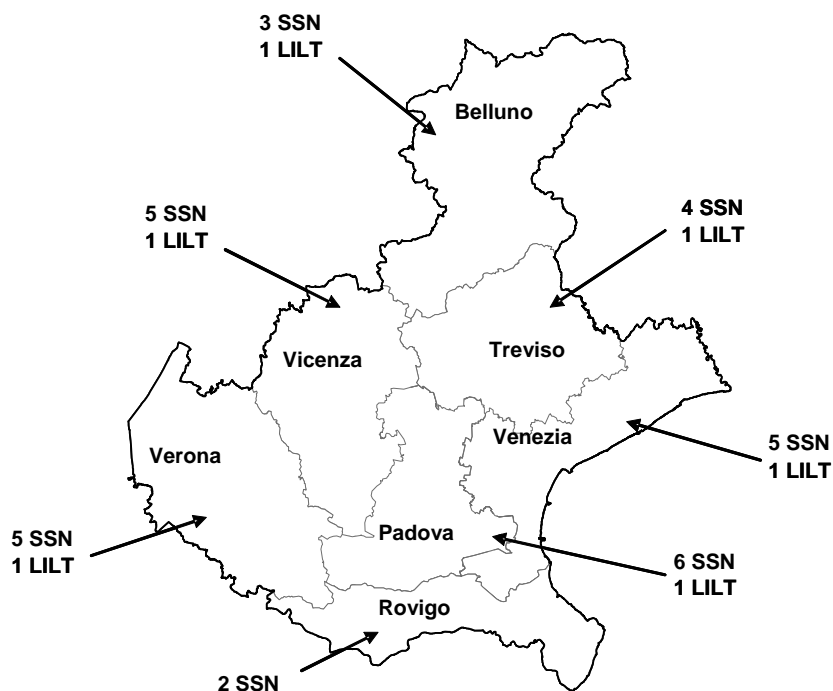 3 SSN
1 LILT
Belluno
5 SSN
1 LILT
4 SSN
1 LILT
Vicenza
Treviso
Verona
Venezia
5 SSN
1 LILT
5 SSN
1 LILT
Padova
6 SSN
1 LILT
Rovigo
2 SSN